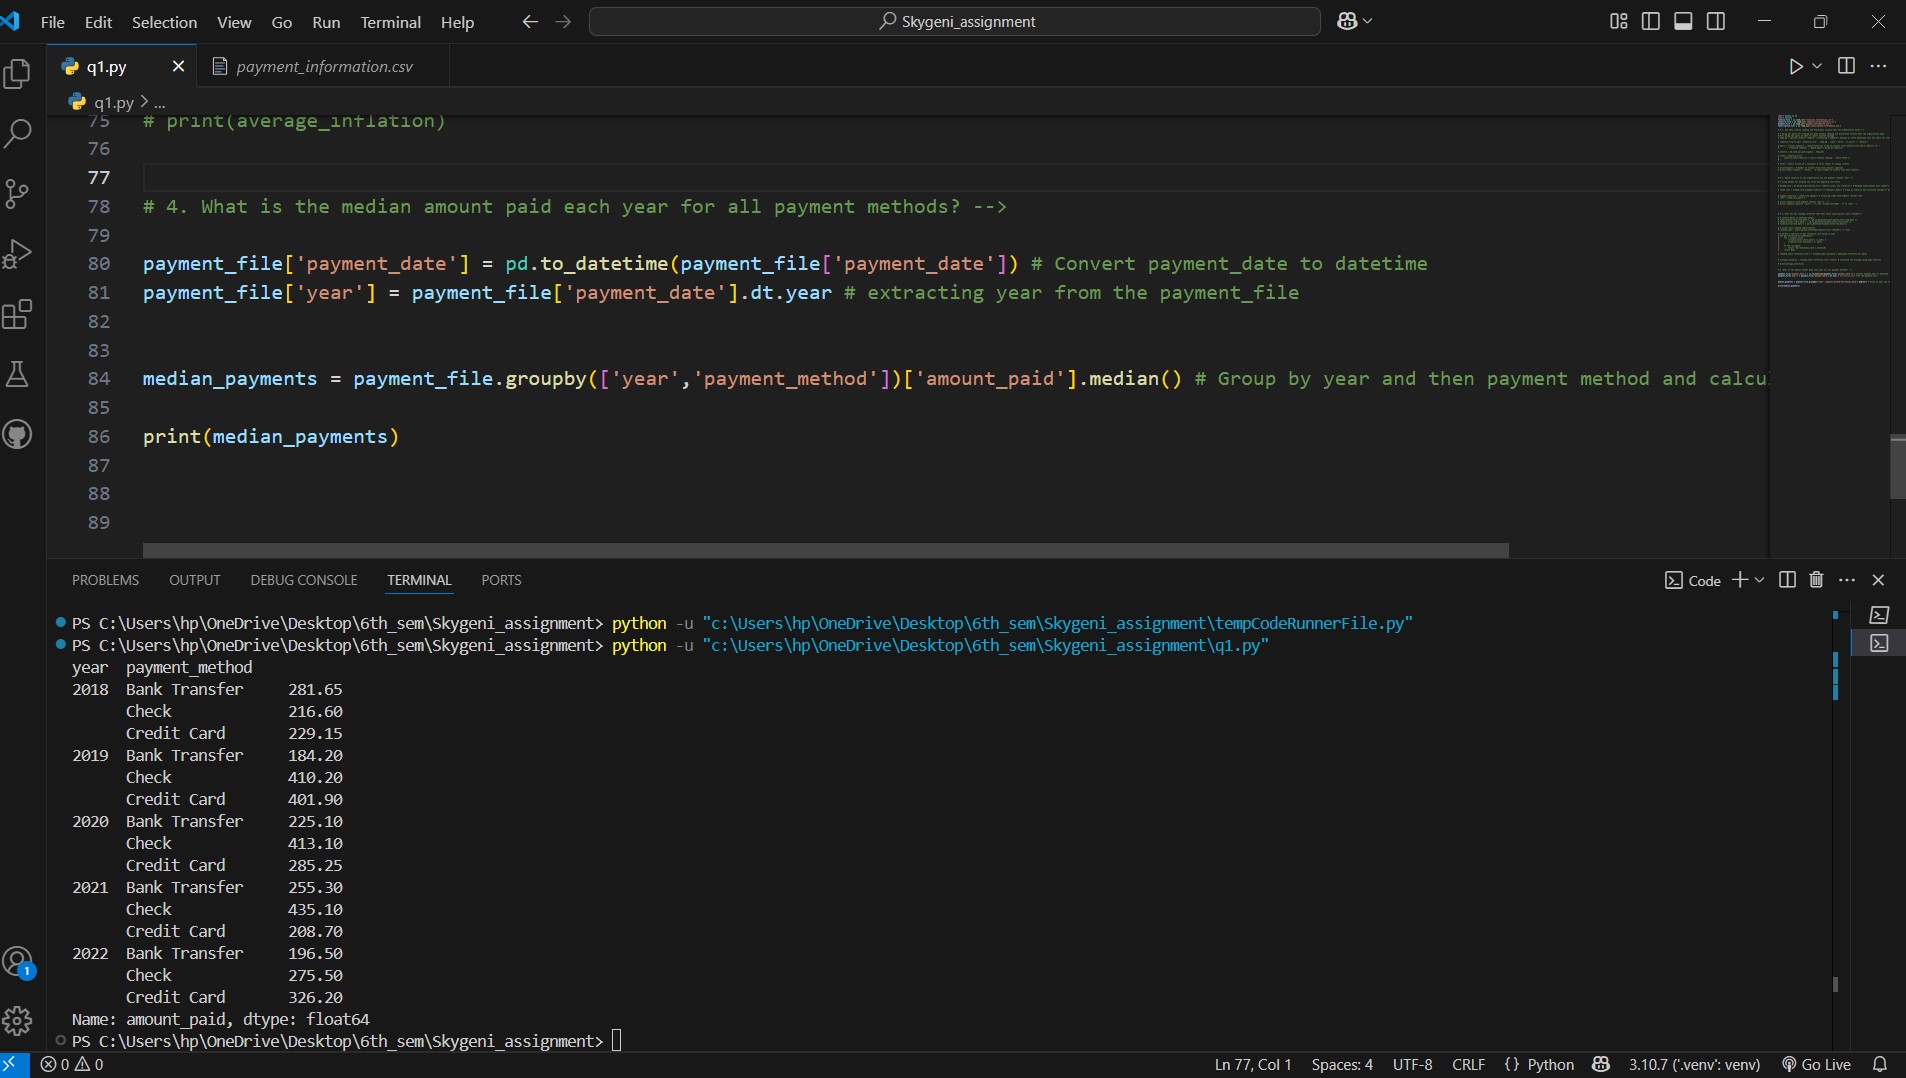 File Edit Selection View Go Run Terminal Help
Skygeni_assignment
q1.py
payment_information.csv
q1.py > ...
75 # print(average_inflation)
76
77
78 # 4. What is the median amount paid each year for all payment methods? -->
79
80 payment_file['payment_date'] = pd.to_datetime(payment_file['payment_date']) # Convert payment_date to datetime
81 payment_file['year'] = payment_file['payment_date'].dt.year # extracting year from the payment_file
82
83
84 median_payments = payment_file.groupby(['year','payment_method'])['amount_paid'].median() # Group by year and then payment method and calcu
85
86 print(median_payments)
87
88
89
PROBLEMS OUTPUT DEBUG CONSOLE TERMINAL PORTS
Code
PS C:\Users\hp\OneDrive\Desktop\6th_sem\Skygeni_assignment> python -u "c:\Users\hp\OneDrive\Desktop\6th_sem\Skygeni_assignment\tempCodeRunnerFile.py"
PS C:\Users\hp\OneDrive\Desktop\6th_sem\Skygeni_assignment> python -u "c:\Users\hp\OneDrive\Desktop\6th_sem\Skygeni_assignment\q1.py"
year payment_method
2018 Bank Transfer 281.65
Check 216.60
Credit Card 229.15
2019 Bank Transfer 184.20
Check 410.20
Credit Card 401.90
2020 Bank Transfer 225.10
Check 413.10
Credit Card 285.25
2021 Bank Transfer 255.30
Check 435.10
Credit Card 208.70
2022 Bank Transfer 196.50
Check 275.50
Credit Card 326.20
Name: amount_paid, dtype: float64
PS C:\Users\hp\OneDrive\Desktop\6th_sem\Skygeni_assignment>
1
0 0 Ln 77, Col 1 Spaces: 4 UTF-8 CRLF {} Python 3.10.7 ('.venv': venv) Go Live